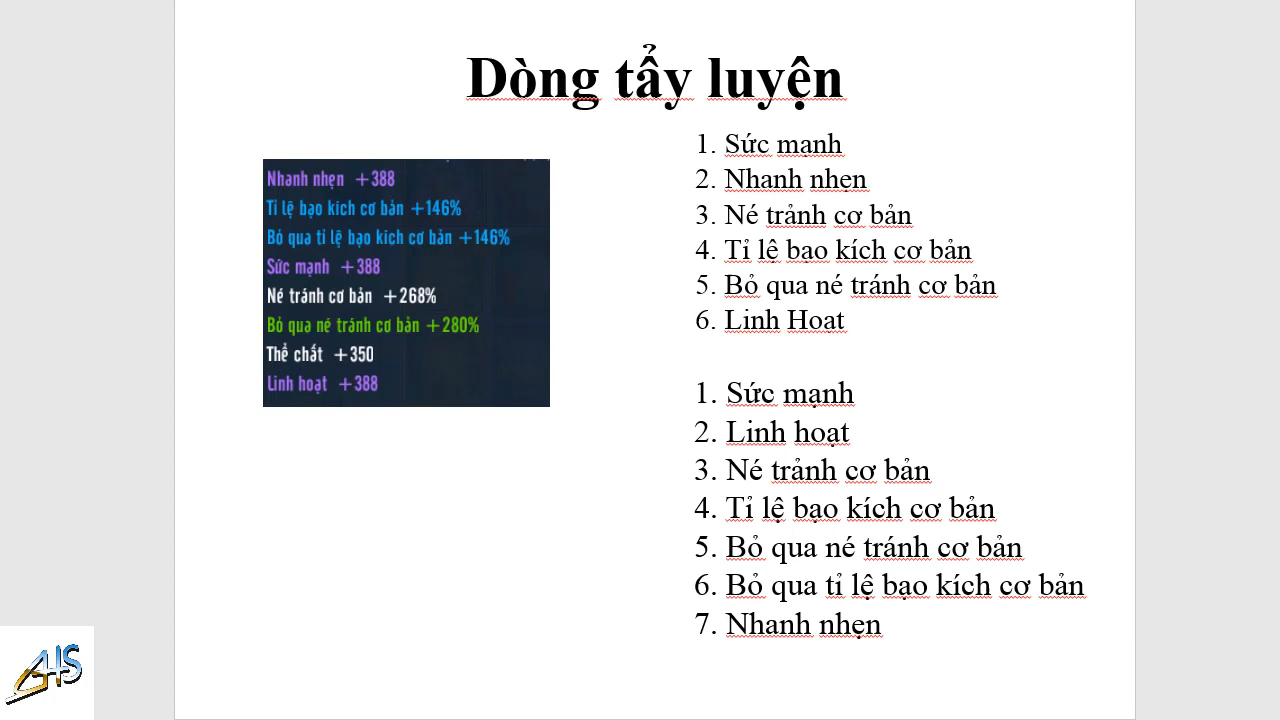 Dòng tẩy luyện
Nhanh nhẹn +388
Tỉ lệ bạo kích cơ bản +146%
Bỏ qua tỉ lệ bạo kích cơ bản +146%
Sức mạnh +388
Né tránh cơ bản +268%
Bỏ qua né tránh cơ bản +280%
Thể chất +350
Linh hoạt +388
1. Sức mạnh
2. Nhanh nhẹn
3. Né trảnh cơ bản
4. Tỉ lệ bạo kích cơ bản
5. Bỏ qua né tránh cơ bản
6. Linh Hoạt
1. Sức mạnh
2. Linh hoạt
3. Né trảnh cơ bản
4. Tỉ lệ bạo kích cơ bản
5. Bỏ qua né tránh cơ bản
6. Bỏ qua tỉ lệ bạo kích cơ bản
7. Nhanh nhẹn